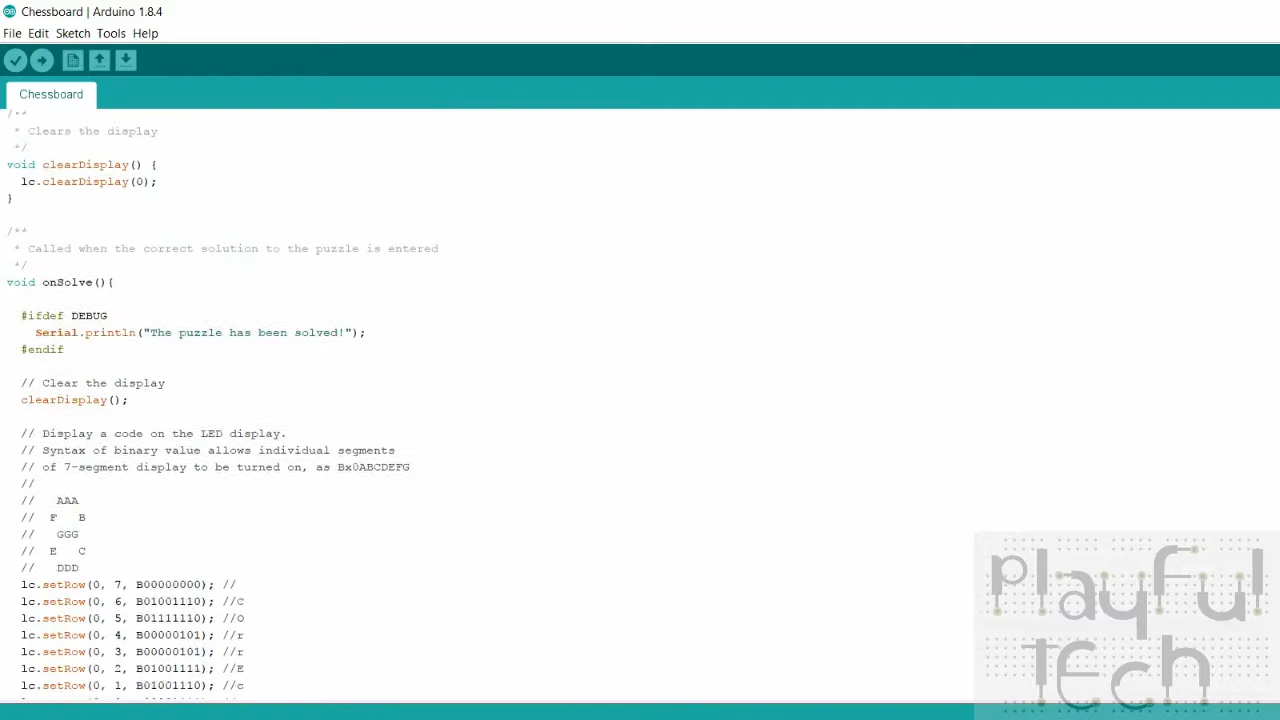 Chessboard | Arduino 1.8.4
File Edit Sketch Tools Help
Chessboard
/**
* Clears the display
*/
void clearDisplay() {
lc.clearDisplay(0);
}
/**
* Called when the correct solution to the puzzle is entered
*/
void onSolve(){
#ifdef DEBUG
Serial.println("The puzzle has been solved!");
#endif
// Clear the display
clearDisplay();
// Display a code on the LED display.
// Syntax of binary value allows individual segments
// of 7-segment display to be turned on, as Bx0ABCDEFG
//
// AAA
// F B
// GGG
// E C
// DDD
lc.setRow(0, 7, B00000000); //
lc.setRow(0, 6, B01001110); //C
lc.setRow(0, 5, B01111110); //O
lc.setRow(0, 4, B00000101); //r
lc.setRow(0, 3, B00000101); //r
lc.setRow(0, 2, B01001111); //E
lc.setRow(0, 1, B01001110); //c
playful
tech